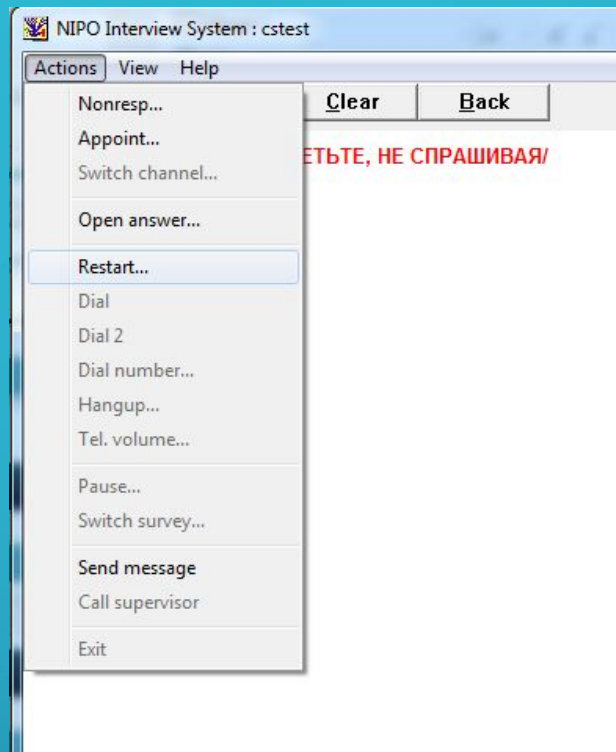 NIPO Interview System : cstest
Actions View Help
Clear Back
Nonresp...
Appoint...
Switch channel...
Open answer...
Restart...
Dial
Dial 2
Dial number...
Hangup...
Tel. volume...
Pause...
Switch survey...
Send message
Call supervisor
Exit
ЕТЬТЕ, НЕ СПРАШИВАЯ/